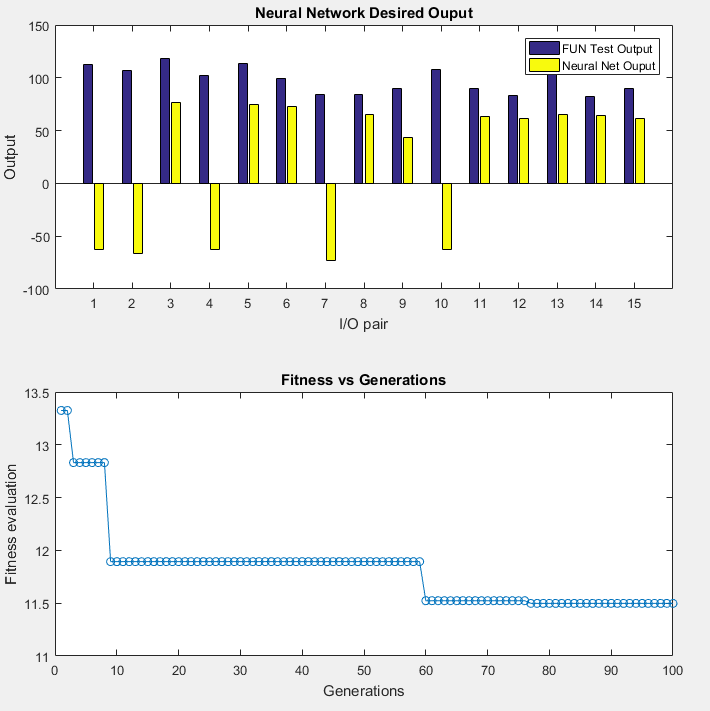 Neural Network Desired Ouput
150
100
50
0
-50
-100
Output
FUN Test Output
Neural Net Ouput
1 2 3 4 5 6 7 8 9 10 11 12 13 14 15
I/O pair
Fitness vs Generations
13.5
13
12.5
12
11.5
11
Fitness evaluation
0 10 20 30 40 50 60 70 80 90 100
Generations